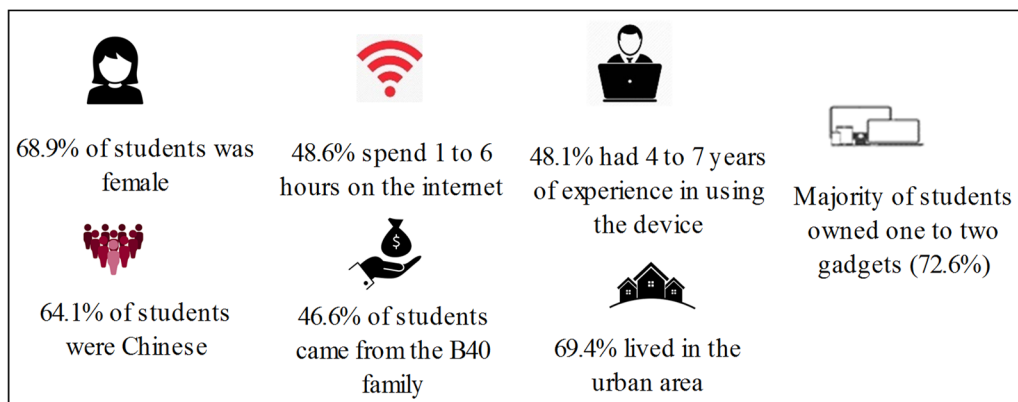 68.9% of students was
female
48.6% spend 1 to 6
hours on the internet
48.1% had 4 to 7 years
of experience in using
the device
Majority of students
owned one to two
gadgets (72.6%)
64.1% of students
were Chinese
$
46.6% of students
came from the B40
family
69.4% lived in the
urban area